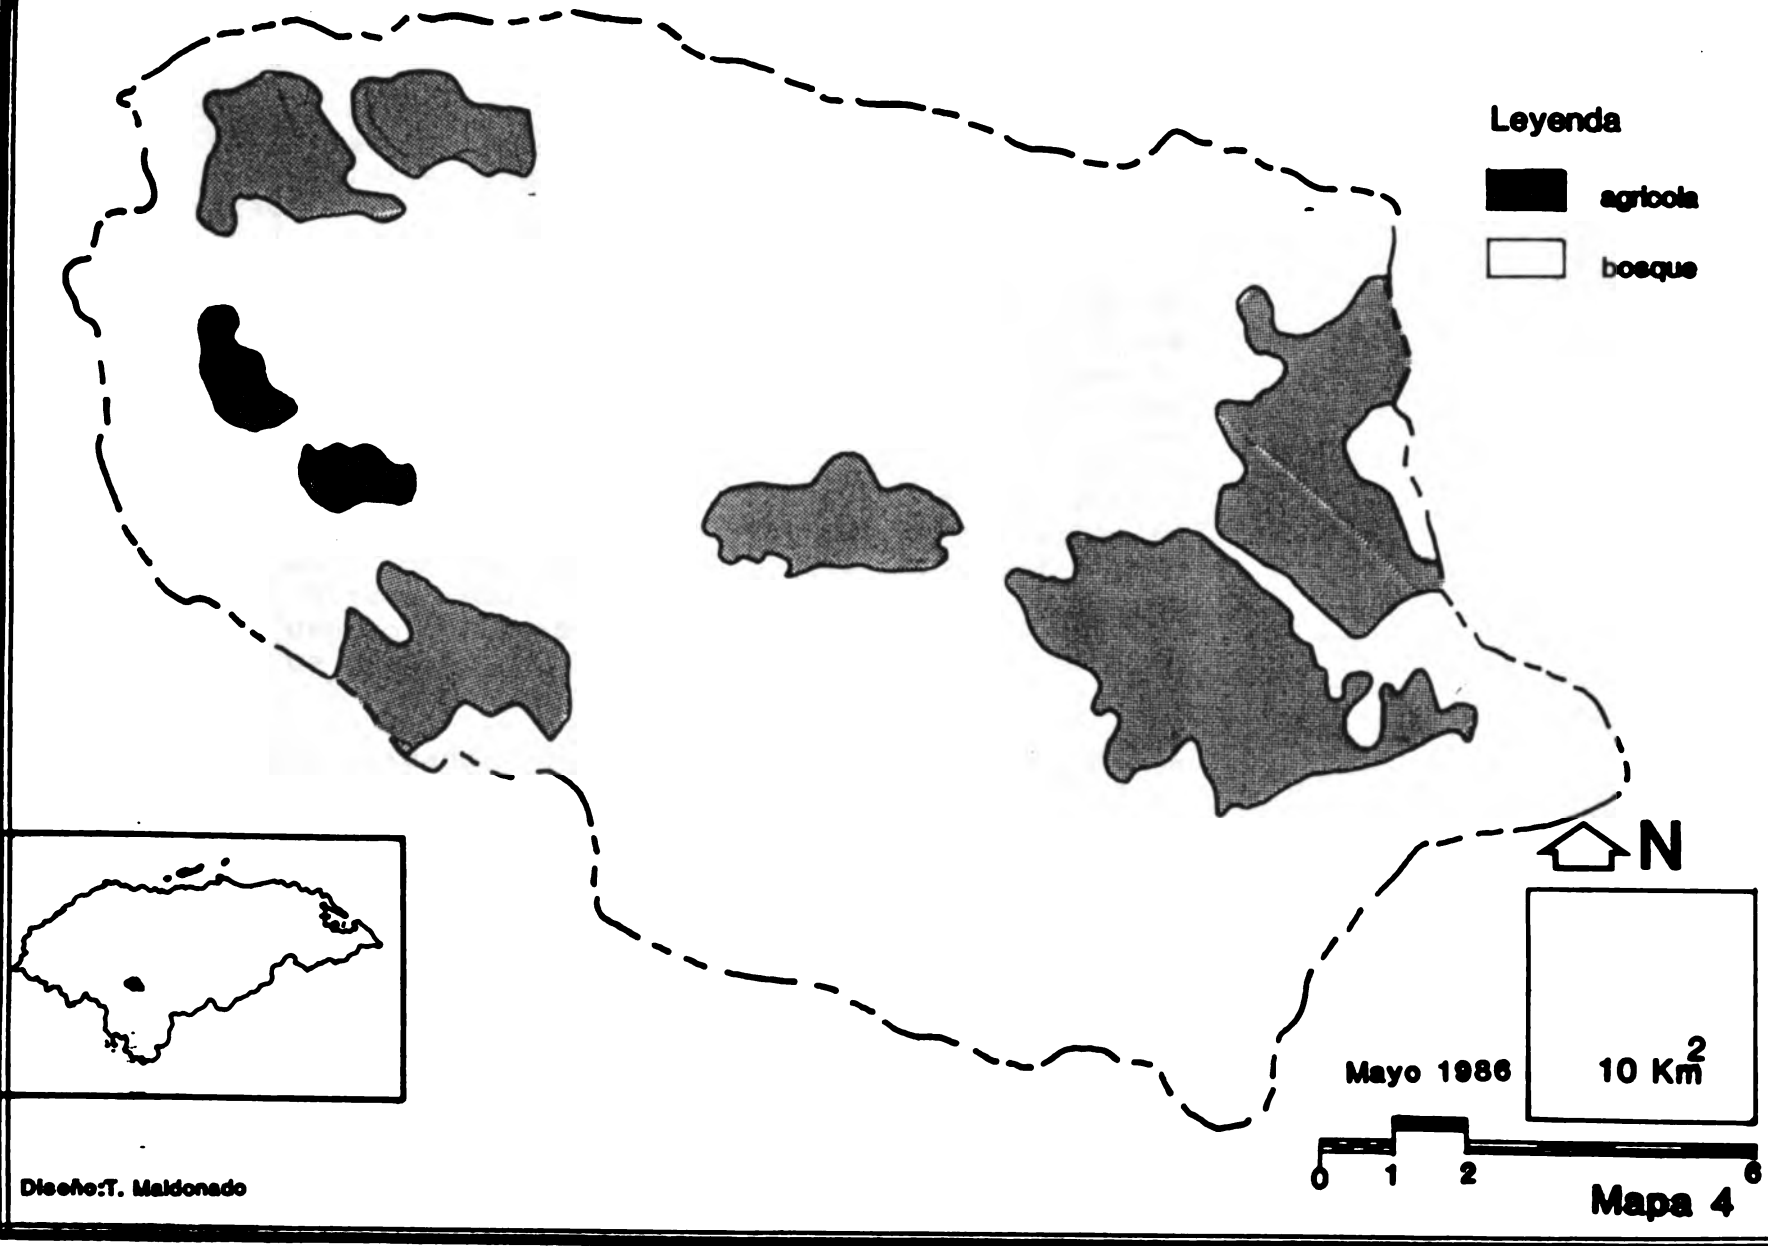 Leyenda
agricola
bosque
N
10 Km²
Mayo 1986
0 1 2 6
Mapa 4
Diseño:T. Maldonado